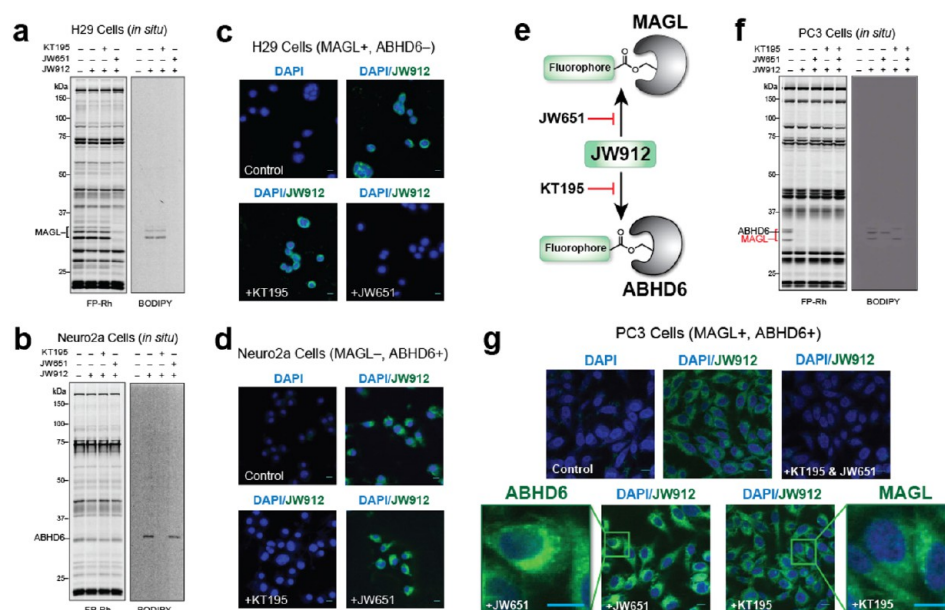 a
H29 Cells (in situ)
KT195 – – + –
JW651 – – – +
JW912 – + + +
kDa
150
100
75
50
37
MAGL
25
FP-Rh
BODIPY
b
Neuro2a Cells (in situ)
KT195
JW651
JW912
kDa
150
100
75
50
37
ABHD6
25
FP-Rh
BODIPY
c
H29 Cells (MAGL+, ABHD6–)
DAPI
DAPI/JW912
Control
DAPI/JW912
DAPI/JW912
+KT195
+JW651
d
Neuro2a Cells (MAGL–, ABHD6+)
DAPI
DAPI/JW912
Control
DAPI/JW912
DAPI/JW912
+KT195
+JW651
e
MAGL
Fluorophore
O
O
JW651
JW912
KT195
Fluorophore
O
O
ABHD6
f
PC3 Cells (in situ)
KT195
JW651
JW912
kDa
150
100
75
50
37
ABHD6
MAGL
25
FP-Rh
BODIPY
g
PC3 Cells (MAGL+, ABHD6+)
DAPI
DAPI/JW912
DAPI/JW912
Control
+KT195 & JW651
ABHD6
DAPI/JW912
DAPI/JW912
MAGL
+JW651
+JW651
+KT195
+KT195